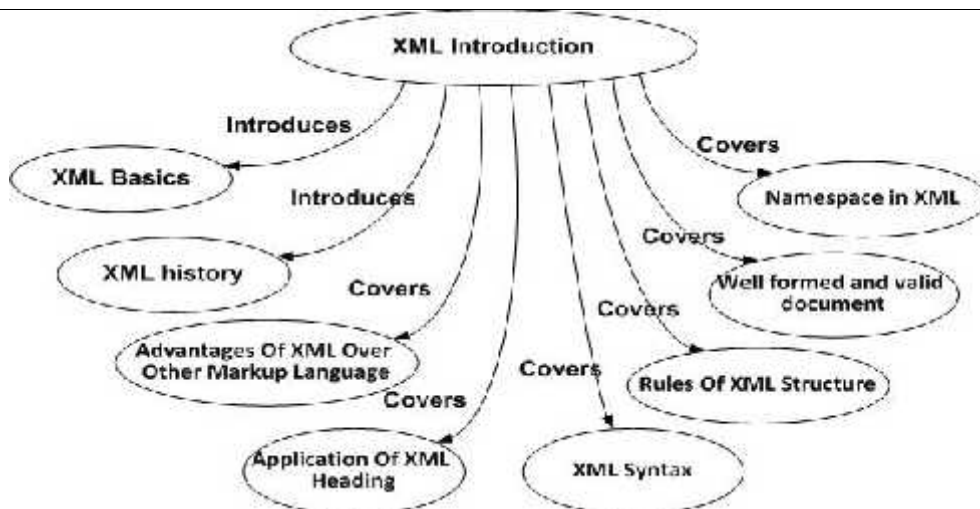 XML Introduction
Introduces
XML Basics
Introduces
XML history
Covers
Advantages Of XML Over
Other Markup Language
Covers
Application Of XML
Heading
Covers
XML Syntax
Covers
Rules Of XML Structure
Covers
Well formed and valid
document
Covers
Namespace in XML